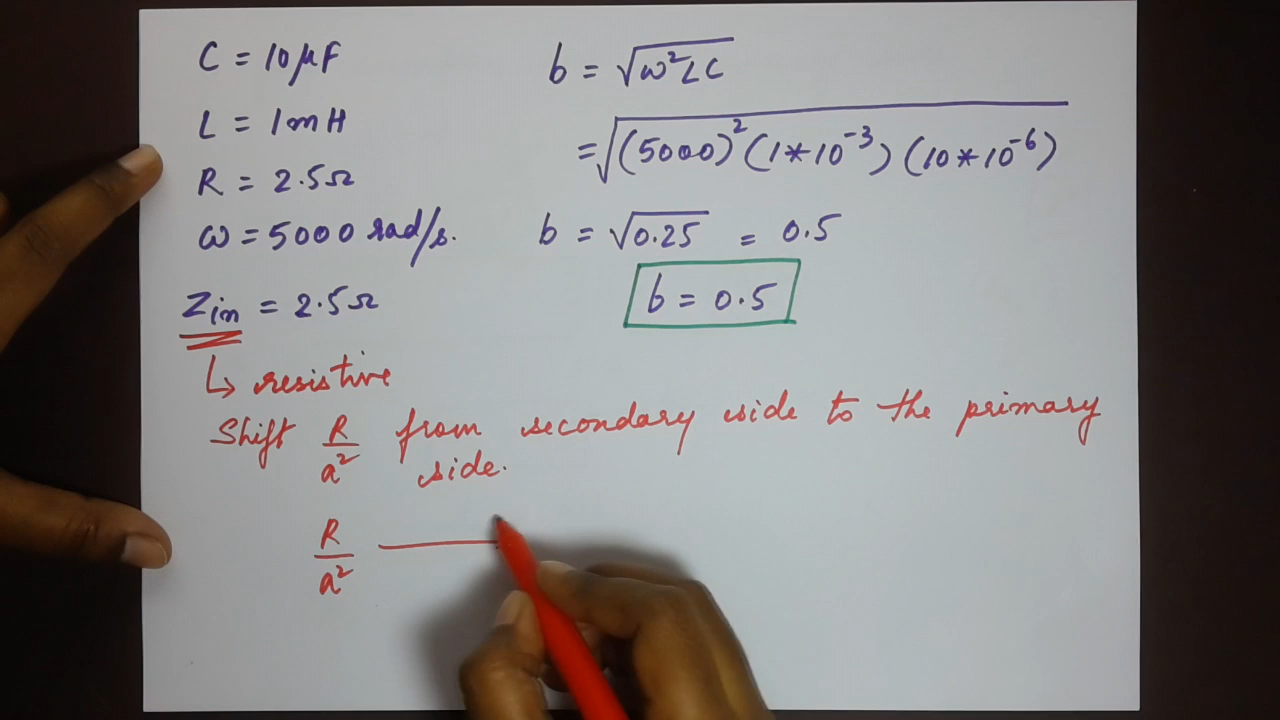 C = 10μF
L = 1mH
R = 2.5Ω
ω = 5000 rad/s.
Zin = 2.5Ω
↳ resistive
b = √ω²LC
= √(5000)²(1*10⁻³)(10*10⁻⁶)
b = √0.25 = 0.5
b = 0.5
Shift R/a² from secondary side to the primary
side.
R/a²